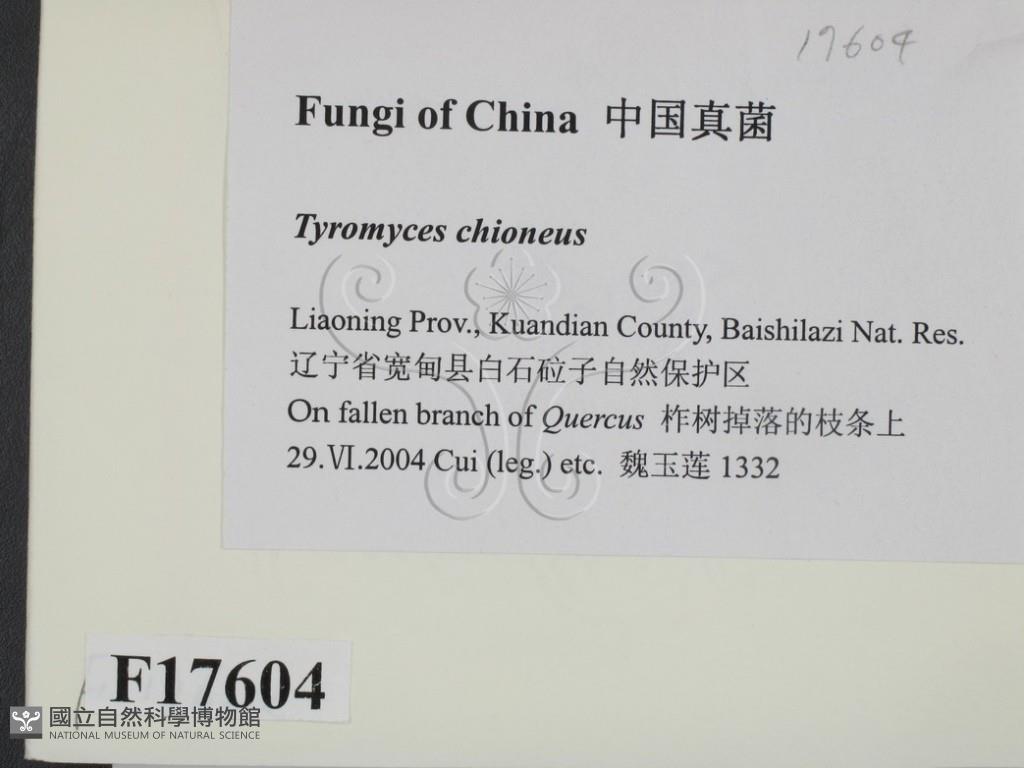 17604
Fungi of China 中国真菌
Tyromyces chioneus
Liaoning Prov., Kuandian County, Baishilazi Nat. Res.
辽宁省宽甸县白石砬子自然保护区
On fallen branch of Quercus 柞树掉落的枝条上
29.VI.2004 Cui (leg.) etc. 魏玉莲 1332
F17604
國立自然科學博物館
NATIONAL MUSEUM OF NATURAL SCIENCE